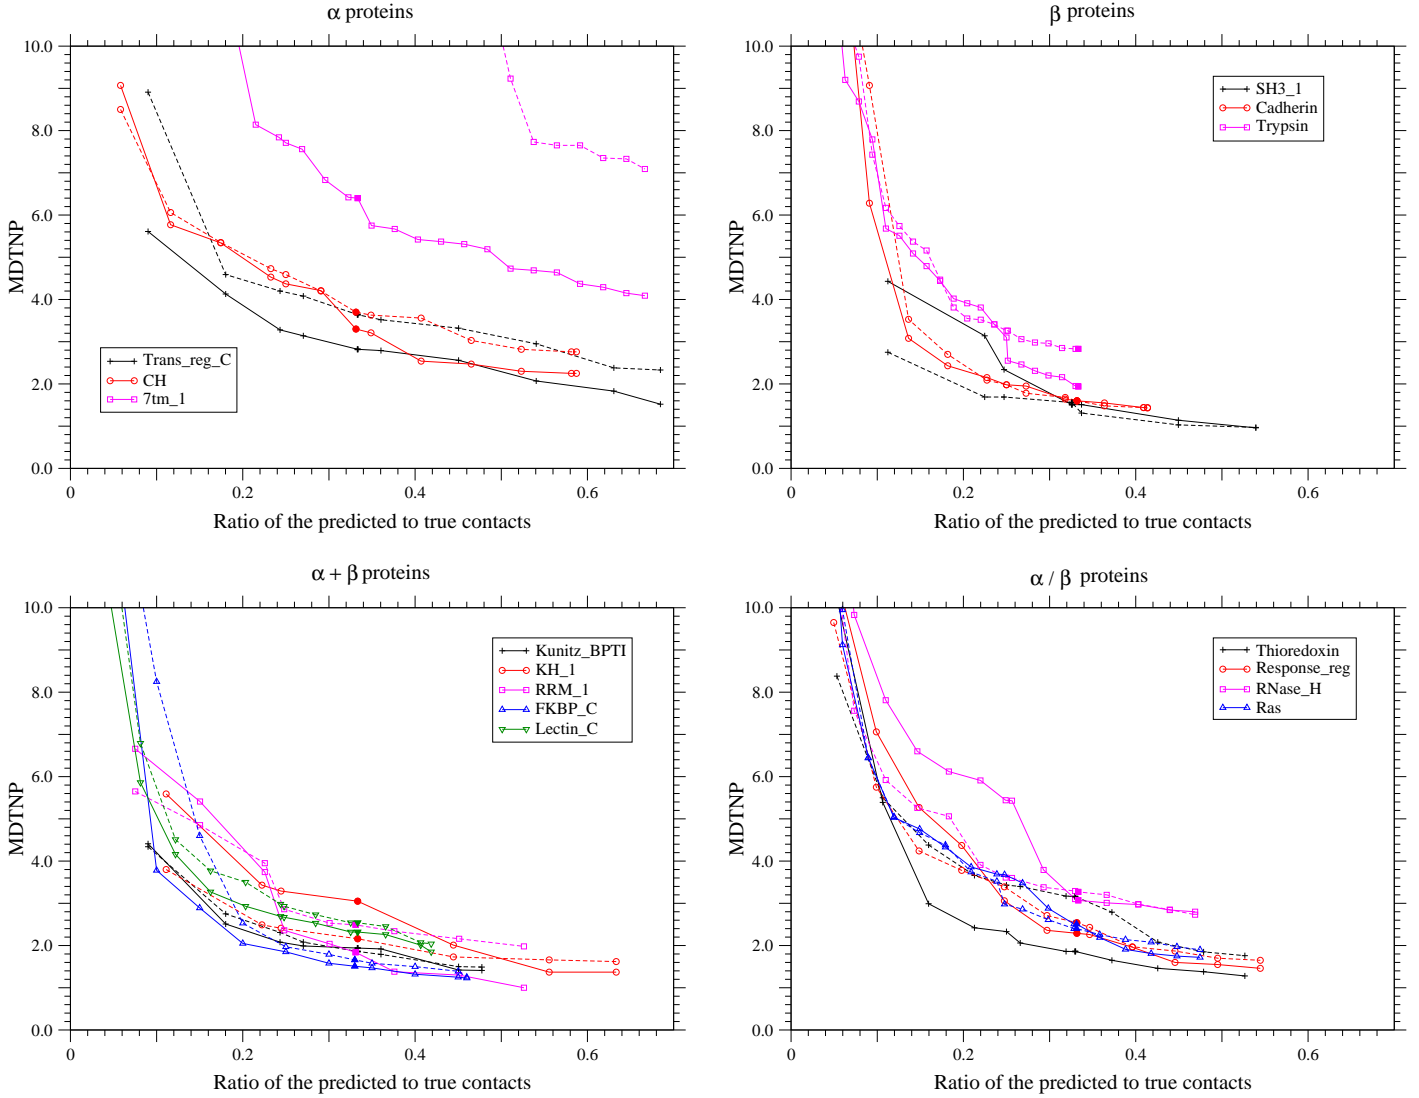 α proteins
10.0
8.0
6.0
4.0
2.0
0.0
MDTNP
Trans_reg_C
CH
7tm_1
0 0.2 0.4 0.6
Ratio of the predicted to true contacts
β proteins
10.0
8.0
6.0
4.0
2.0
0.0
MDTNP
SH3_1
Cadherin
Trypsin
0 0.2 0.4 0.6
Ratio of the predicted to true contacts
α + β proteins
10.0
8.0
6.0
4.0
2.0
0.0
MDTNP
Kunitz_BPTI
KH_1
RRM_1
FKBP_C
Lectin_C
0 0.2 0.4 0.6
Ratio of the predicted to true contacts
α / β proteins
10.0
8.0
6.0
4.0
2.0
0.0
MDTNP
Thioredoxin
Response_reg
RNase_H
Ras
0 0.2 0.4 0.6
Ratio of the predicted to true contacts